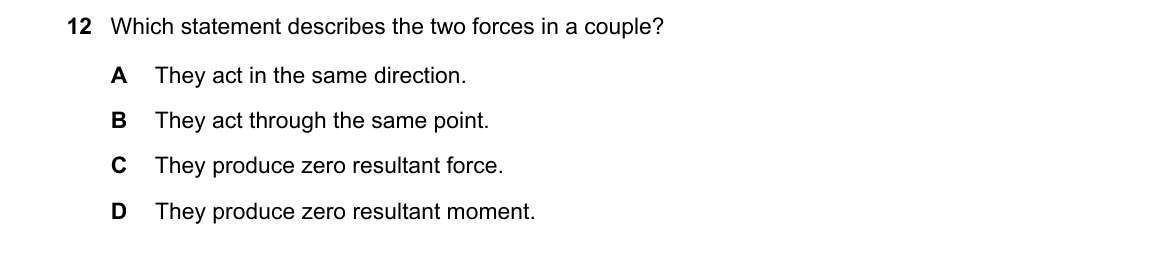 12 Which statement describes the two forces in a couple?
A They act in the same direction.
B They act through the same point.
C They produce zero resultant force.
D They produce zero resultant moment.